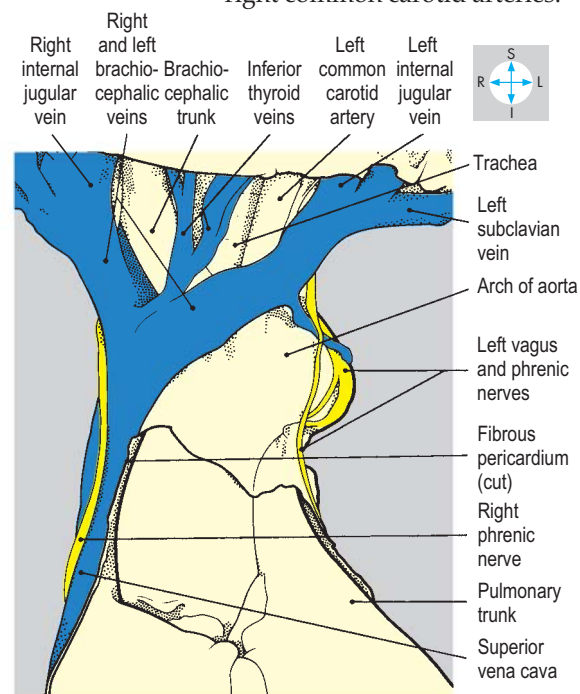 right common carotid arteries.
Right
internal
jugular
vein
Right
and left
brachio-
cephalic
veins
Brachio-
cephalic
trunk
Inferior
thyroid
veins
Left
common
carotid
artery
Left
internal
jugular
vein
S
R L
I
Trachea
Left
subclavian
vein
Arch of aorta
Left vagus
and phrenic
nerves
Fibrous
pericardium
(cut)
Right
phrenic
nerve
Pulmonary
trunk
Superior
vena cava